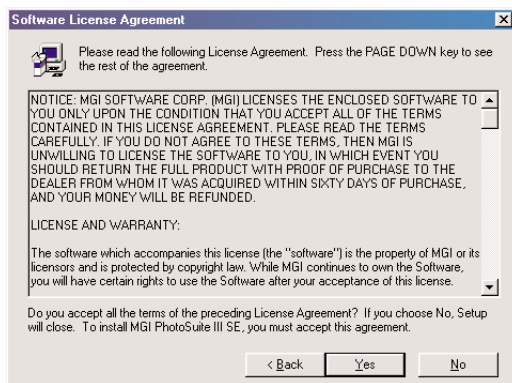 Software License Agreement
Please read the following License Agreement. Press the PAGE DOWN key to see
the rest of the agreement.
NOTICE: MGI SOFTWARE CORP. (MGI) LICENSES THE ENCLOSED SOFTWARE TO
YOU ONLY UPON THE CONDITION THAT YOU ACCEPT ALL OF THE TERMS
CONTAINED IN THIS LICENSE AGREEMENT. PLEASE READ THE TERMS
CAREFULLY. IF YOU DO NOT AGREE TO THESE TERMS, THEN MGI IS
UNWILLING TO LICENSE THE SOFTWARE TO YOU, IN WHICH EVENT YOU
SHOULD RETURN THE FULL PRODUCT WITH PROOF OF PURCHASE TO THE
DEALER FROM WHOM IT WAS ACQUIRED WITHIN SIXTY DAYS OF PURCHASE,
AND YOUR MONEY WILL BE REFUNDED.
LICENSE AND WARRANTY:
The software which accompanies this license (the "software") is the property of MGI or its
licensors and is protected by copyright law. While MGI continues to own the Software,
you will have certain rights to use the Software after your acceptance of this license.
Do you accept all the terms of the preceding License Agreement? If you choose No, Setup
will close. To install MGI PhotoSuite III SE, you must accept this agreement.
< Back
Yes
No